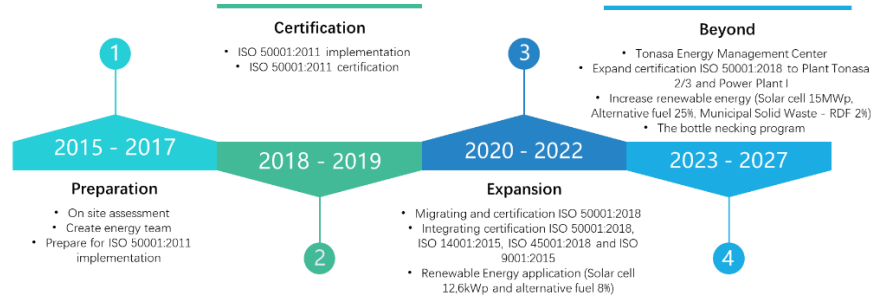 1
2015 - 2017
Preparation
• On site assessment
• Create energy team
• Prepare for ISO 50001:2011
implementation
Certification
• ISO 50001:2011 implementation
• ISO 50001:2011 certification
2018 - 2019
2
3
2020 - 2022
Expansion
• Migrating and certification ISO 50001:2018
• Integrating certification ISO 50001:2018,
ISO 14001:2015, ISO 45001:2018 and ISO
9001:2015
• Renewable Energy application (Solar cell
12,6kWp and alternative fuel 8%)
Beyond
• Tonasa Energy Management Center
• Expand certification ISO 50001:2018 to Plant Tonasa
2/3 and Power Plant I
• Increase renewable energy (Solar cell 15MWp,
Alternative fuel 25%, Municipal Solid Waste - RDF 2%)
• The bottle necking program
2023 - 2027
4